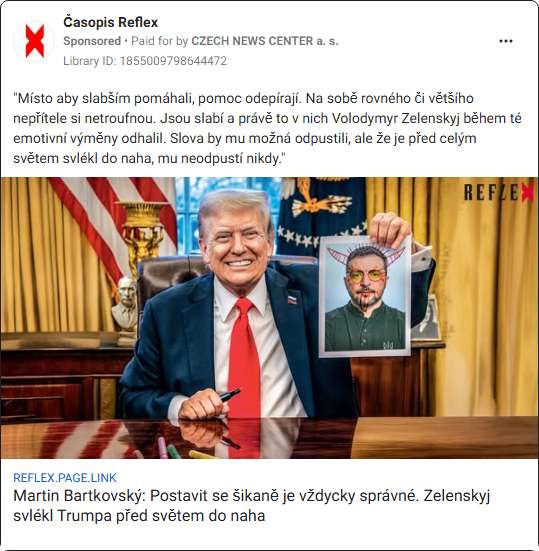 Časopis Reflex
Sponsored • Paid for by CZECH NEWS CENTER a. s.
Library ID: 1855009798644472
"Místo aby slabším pomáhali, pomoc odepírají. Na sobě rovného či většího
nepřítele si netroufnou. Jsou slabí a právě to v nich Volodymyr Zelenskyj během té
emotivní výměny odhalil. Slova by mu možná odpustili, ale že je před celým
světem svlékl do naha, mu neodpustí nikdy."
REFLEX
REFLEX.PAGE.LINK
Martin Bartkovský: Postavit se šikaně je vždycky správné. Zelenskyj
svlékl Trumpa před světem do naha